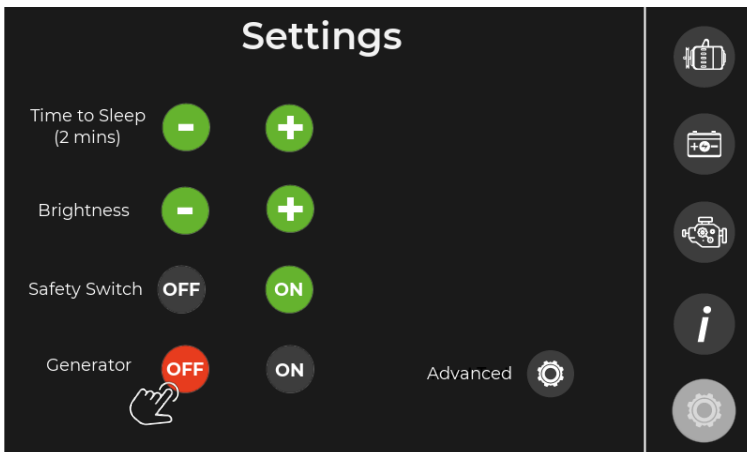 Settings
Time to Sleep
(2 mins)
-
+
Brightness
-
+
Safety Switch
OFF
ON
Generator
OFF
ON
Advanced
+
-
i